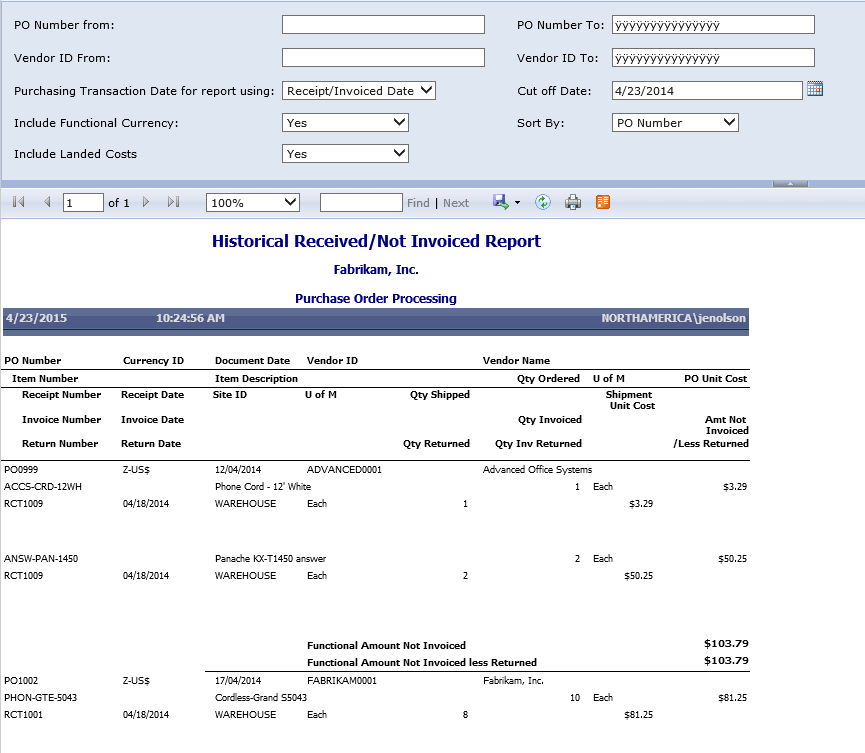 PO Number from: PO Number To: ÿÿÿÿÿÿÿÿÿÿÿÿÿÿÿ
Vendor ID From: Vendor ID To: ÿÿÿÿÿÿÿÿÿÿÿÿÿÿÿ
Purchasing Transaction Date for report using: Receipt/Invoiced Date Cut off Date: 4/23/2014
Include Functional Currency: Yes Sort By: PO Number
Include Landed Costs Yes
1 of 1 100% Find | Next
Historical Received/Not Invoiced Report
Fabrikam, Inc.
Purchase Order Processing
4/23/2015 10:24:56 AM NORTHAMERICA\jenolson
PO Number Currency ID Document Date Vendor ID Vendor Name
Item Number Item Description Qty Ordered U of M PO Unit Cost
Receipt Number Receipt Date Site ID U of M Qty Shipped Shipment
Unit Cost
Invoice Number Invoice Date Qty Invoiced Amt Not
Invoiced
Return Number Return Date Qty Returned Qty Inv Returned /Less Returned
PO0999 Z-US$ 12/04/2014 ADVANCED0001 Advanced Office Systems
ACCS-CRD-12WH Phone Cord - 12' White 1 Each $3.29
RCT1009 04/18/2014 WAREHOUSE Each 1 $3.29
ANSW-PAN-1450 Panache KX-T1450 answer 2 Each $50.25
RCT1009 04/18/2014 WAREHOUSE Each 2 $50.25
Functional Amount Not Invoiced $103.79
Functional Amount Not Invoiced less Returned $103.79
PO1002 Z-US$ 17/04/2014 FABRIKAM0001 Fabrikam, Inc.
PHON-GTE-5043 Cordless-Grand S5043 10 Each $81.25
RCT1001 04/18/2014 WAREHOUSE Each 8 $81.25